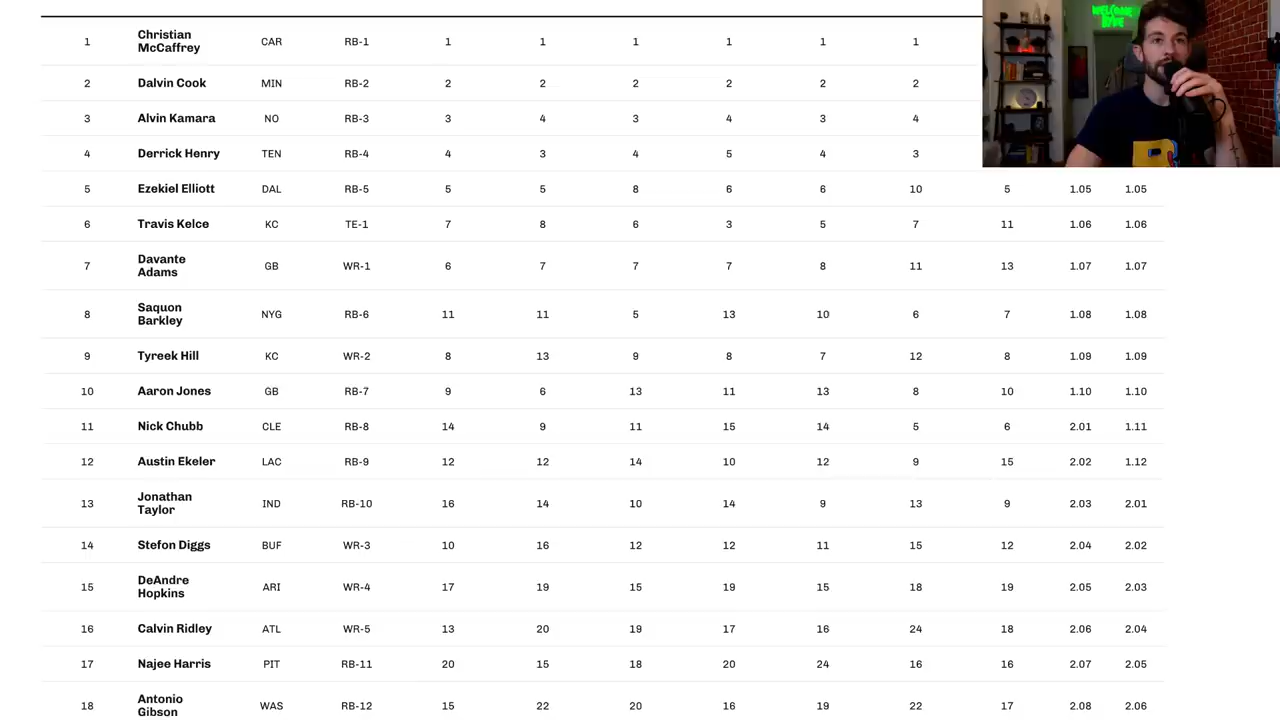 WELCOME
1 Christian McCaffrey CAR RB-1 1 1 1 1 1 1
2 Dalvin Cook MIN RB-2 2 2 2 2 2 2
3 Alvin Kamara NO RB-3 3 4 3 4 3 4
4 Derrick Henry TEN RB-4 4 3 4 5 4 3
5 Ezekiel Elliott DAL RB-5 5 5 8 6 6 10 5 1.05 1.05
6 Travis Kelce KC TE-1 7 8 6 3 5 7 11 1.06 1.06
7 Davante Adams GB WR-1 6 7 7 7 8 11 13 1.07 1.07
8 Saquon Barkley NYG RB-6 11 11 5 13 10 6 7 1.08 1.08
9 Tyreek Hill KC WR-2 8 13 9 8 7 12 8 1.09 1.09
10 Aaron Jones GB RB-7 9 6 13 11 13 8 10 1.10 1.10
11 Nick Chubb CLE RB-8 14 9 11 15 14 5 6 2.01 1.11
12 Austin Ekeler LAC RB-9 12 12 14 10 12 9 15 2.02 1.12
13 Jonathan Taylor IND RB-10 16 14 10 14 9 13 9 2.03 2.01
14 Stefon Diggs BUF WR-3 10 16 12 12 11 15 12 2.04 2.02
15 DeAndre Hopkins ARI WR-4 17 19 15 19 15 18 19 2.05 2.03
16 Calvin Ridley ATL WR-5 13 20 19 17 16 24 18 2.06 2.04
17 Najee Harris PIT RB-11 20 15 18 20 24 16 16 2.07 2.05
18 Antonio Gibson WAS RB-12 15 22 20 16 19 22 17 2.08 2.06